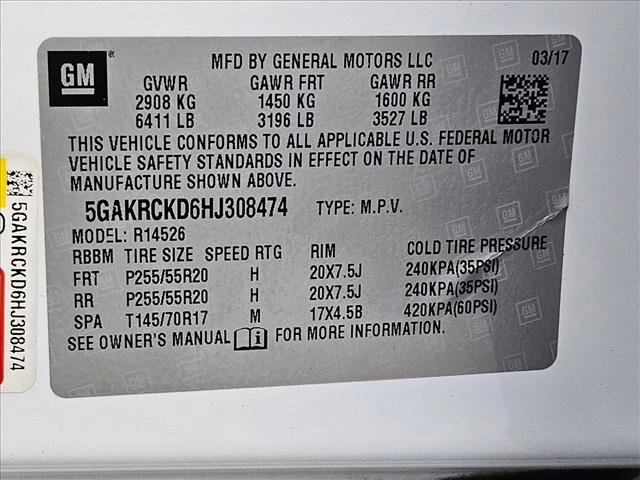 GM
MFD BY GENERAL MOTORS LLC 03/17
GVWR GAWR FRT GAWR RR
2908 KG 1450 KG 1600 KG
6411 LB 3196 LB 3527 LB
THIS VEHICLE CONFORMS TO ALL APPLICABLE U.S. FEDERAL MOTOR
VEHICLE SAFETY STANDARDS IN EFFECT ON THE DATE OF
MANUFACTURE SHOWN ABOVE.
5GAKRCKD6HJ308474 TYPE: M.P.V.
MODEL: R14526
RBBM TIRE SIZE SPEED RTG RIM COLD TIRE PRESSURE
FRT P255/55R20 H 20X7.5J 240KPA(35PSI)
RR P255/55R20 H 20X7.5J 240KPA(35PSI)
SPA T145/70R17 M 17X4.5B 420KPA(60PSI)
SEE OWNER'S MANUAL FOR MORE INFORMATION.
5GAKRCKD6HJ308474